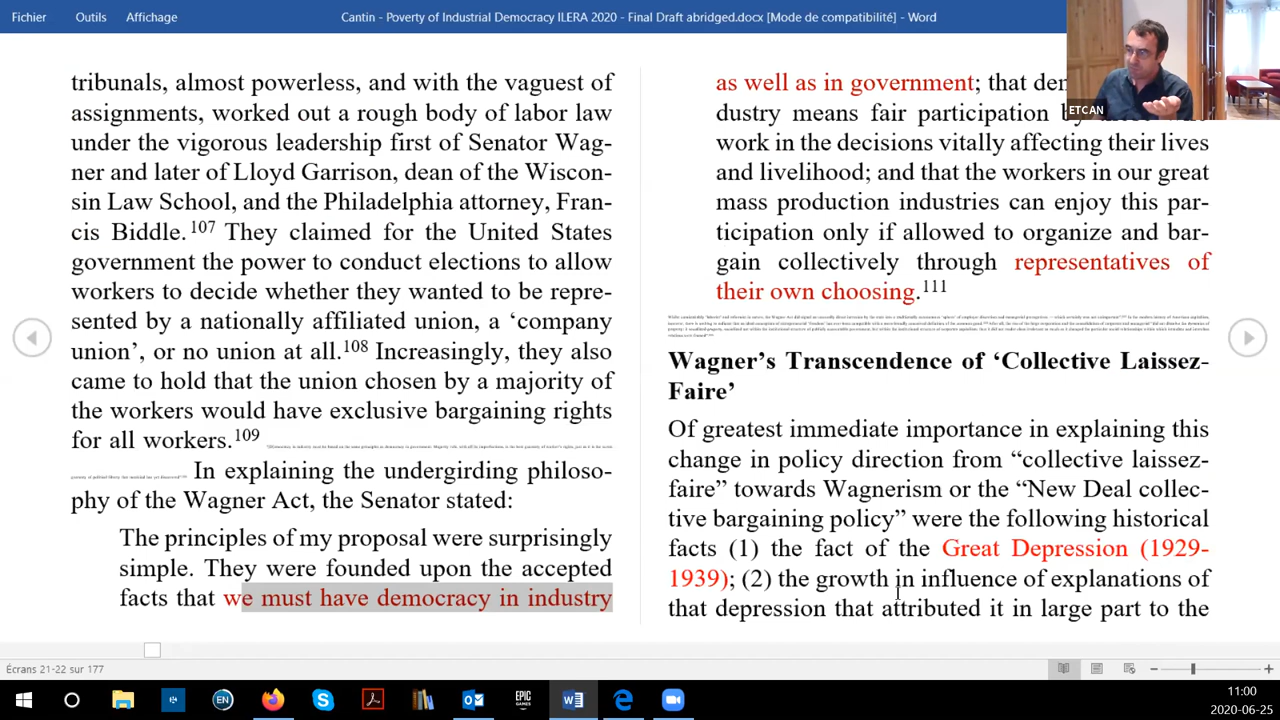 Fichier Outils Affichage
Cantin - Poverty of Industrial Democracy ILERA 2020 - Final Draft abridged.docx [Mode de compatibilité] - Word
ETCAN
tribunals, almost powerless, and with the vaguest of
assignments, worked out a rough body of labor law
under the vigorous leadership first of Senator Wag-
ner and later of Lloyd Garrison, dean of the Wiscon-
sin Law School, and the Philadelphia attorney, Fran-
cis Biddle.107 They claimed for the United States
government the power to conduct elections to allow
workers to decide whether they wanted to be repre-
sented by a nationally affiliated union, a ‘company
union’, or no union at all.108 Increasingly, they also
came to hold that the union chosen by a majority of
the workers would have exclusive bargaining rights
for all workers.109
In explaining the undergirding philoso-
phy of the Wagner Act, the Senator stated:
The principles of my proposal were surprisingly
simple. They were founded upon the accepted
facts that we must have democracy in industry
as well as in government; that
dustry means fair participation
work in the decisions vitally affecting their lives
and livelihood; and that the workers in our great
mass production industries can enjoy this par-
ticipation only if allowed to organize and bar-
gain collectively through representatives of
their own choosing.111
Wagner’s Transcendence of ‘Collective Laissez-
Faire’
Of greatest immediate importance in explaining this
change in policy direction from “collective laissez-
faire” towards Wagnerism or the “New Deal collec-
tive bargaining policy” were the following historical
facts (1) the fact of the Great Depression (1929-
1939); (2) the growth in influence of explanations of
that depression that attributed it in large part to the
Écrans 21-22 sur 177
EN
EPIC
GAMES
11:00
2020-06-25